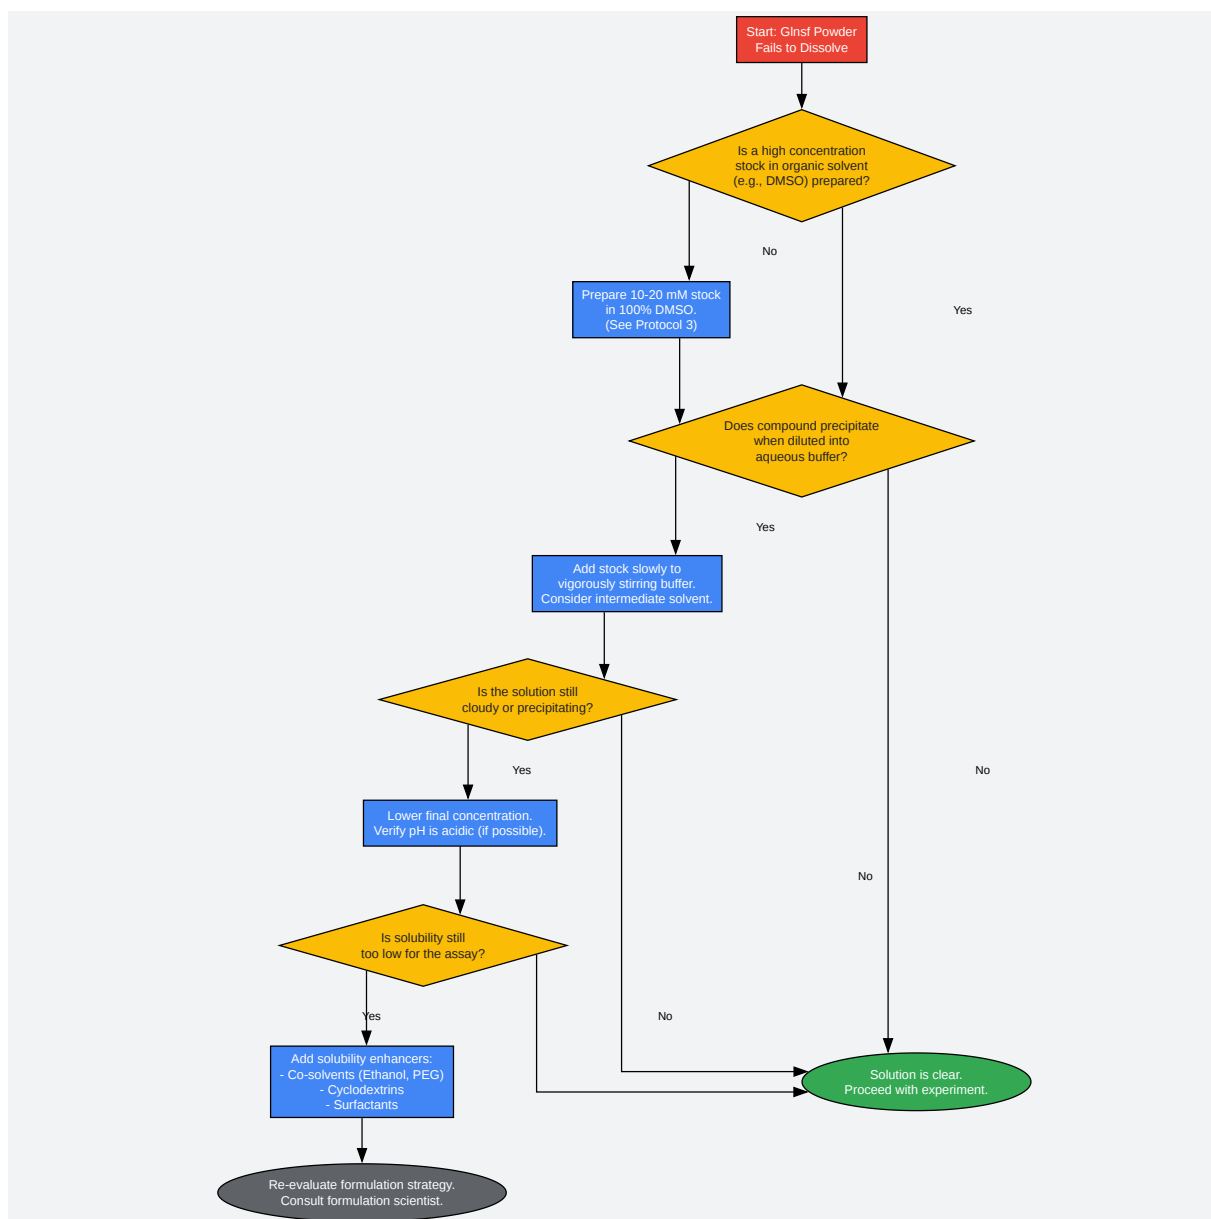 Start: Glnsf Powder
Fails to Dissolve
Is a high concentration
stock in organic solvent
(e.g., DMSO) prepared?
No
Prepare 10-20 mM stock
in 100% DMSO.
(See Protocol 3)
Yes
Does compound precipitate
when diluted into
aqueous buffer?
Yes
Add stock slowly to
vigorously stirring buffer.
Consider intermediate solvent.
Is the solution still
cloudy or precipitating?
Yes
No
Lower final concentration.
Verify pH is acidic (if possible).
No
Is solubility still
too low for the assay?
Yes
No
Add solubility enhancers:
- Co-solvents (Ethanol, PEG)
- Cyclodextrins
- Surfactants
Solution is clear.
Proceed with experiment.
Re-evaluate formulation strategy.
Consult formulation scientist.